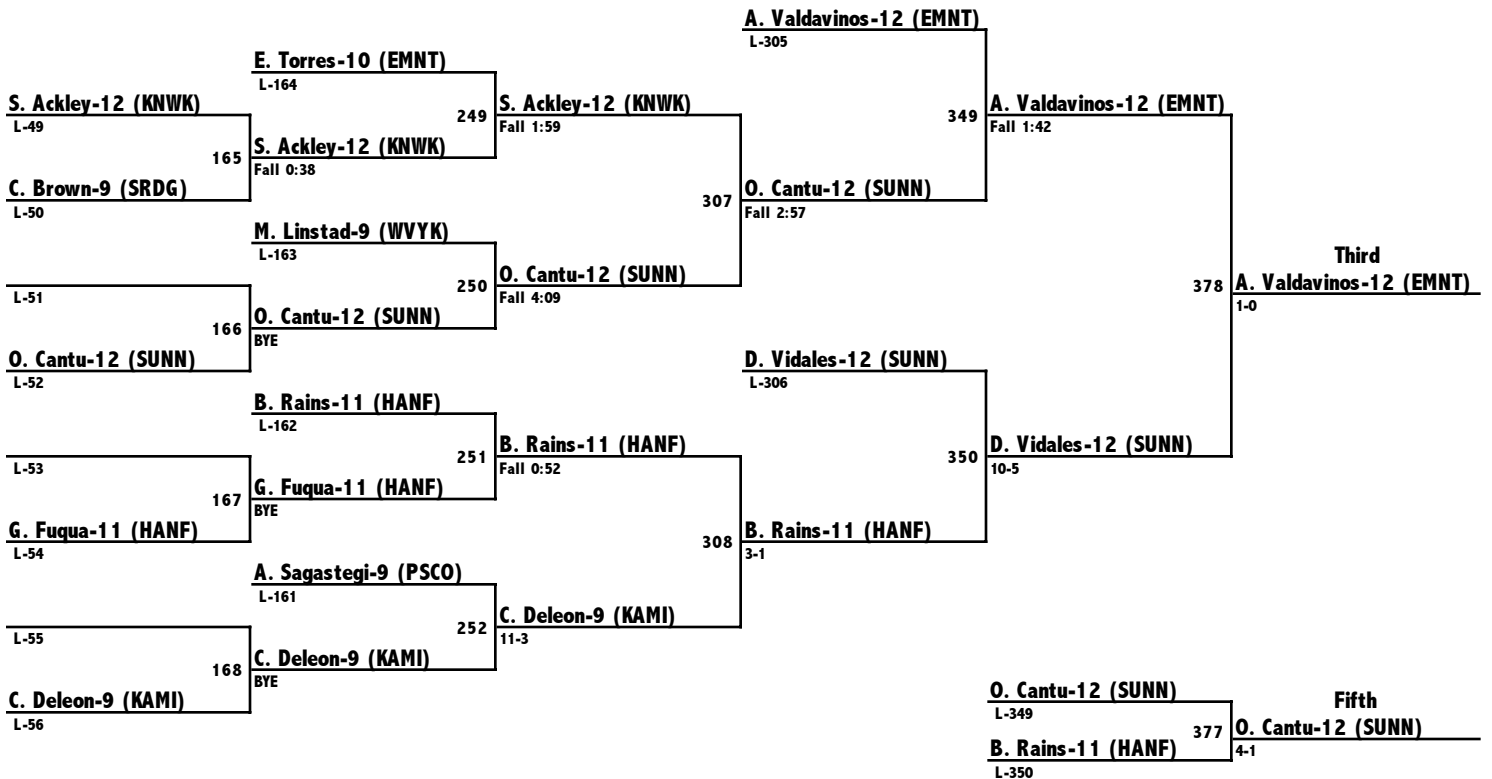 A. Valdavinos-12 (EMNT)
L-305
E. Torres-10 (EMNT)
L-164
S. Ackley-12 (KNWK)
L-49
249
S. Ackley-12 (KNWK)
Fall 1:59
349
A. Valdavinos-12 (EMNT)
Fall 1:42
165
S. Ackley-12 (KNWK)
Fall 0:38
C. Brown-9 (SRDG)
L-50
307
O. Cantu-12 (SUNN)
Fall 2:57
M. Linstad-9 (WVYK)
L-163
L-51
250
O. Cantu-12 (SUNN)
Fall 4:09
Third
378
A. Valdavinos-12 (EMNT)
1-0
166
O. Cantu-12 (SUNN)
BYE
O. Cantu-12 (SUNN)
L-52
D. Vidales-12 (SUNN)
L-306
B. Rains-11 (HANF)
L-162
L-53
251
B. Rains-11 (HANF)
Fall 0:52
350
D. Vidales-12 (SUNN)
10-5
167
G. Fuqua-11 (HANF)
BYE
G. Fuqua-11 (HANF)
L-54
308
B. Rains-11 (HANF)
3-1
A. Sagastegi-9 (PSCO)
L-161
L-55
252
C. Deleon-9 (KAMI)
11-3
168
C. Deleon-9 (KAMI)
BYE
C. Deleon-9 (KAMI)
L-56
O. Cantu-12 (SUNN)
L-349
Fifth
377
O. Cantu-12 (SUNN)
4-1
B. Rains-11 (HANF)
L-350